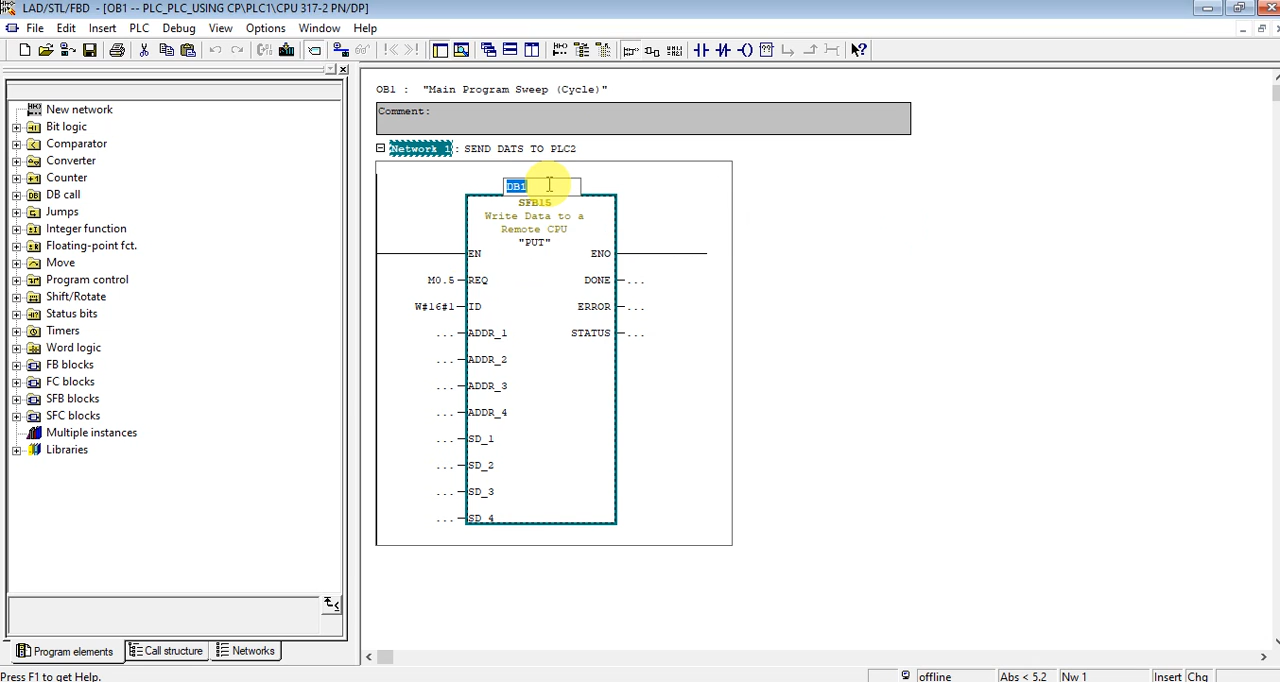 LAD/STL/FBD - [OB1 -- PLC_PLC_USING CP\PLC1\CPU 317-2 PN/DP]
File Edit Insert PLC Debug View Options Window Help
New network
Bit logic
Comparator
Converter
Counter
DB call
Jumps
Integer function
Floating-point fct.
Move
Program control
Shift/Rotate
Status bits
Timers
Word logic
FB blocks
FC blocks
SFB blocks
SFC blocks
Multiple instances
Libraries
Program elements Call structure Networks
OB1 : "Main Program Sweep (Cycle)"
Comment:
Network 1: SEND DATS TO PLC2
DB1
SFB15
Write Data to a
Remote CPU
"PUT"
EN ENO
M0.5 REQ DONE ...
W#16#1 ID ERROR ...
... ADDR_1 STATUS ...
... ADDR_2
... ADDR_3
... ADDR_4
... SD_1
... SD_2
... SD_3
... SD_4
Press F1 to get Help. offline Abs < 5.2 Nw 1 Insert Chg